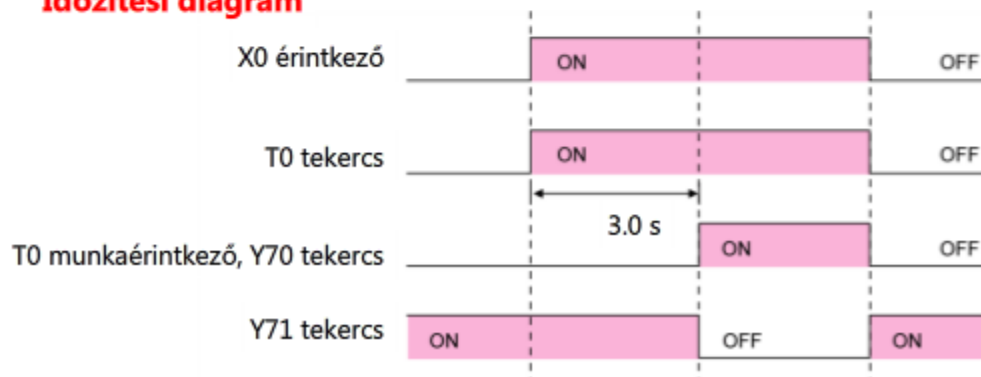 Időzítési diagram
X0 érintkező ON OFF
T0 tekercs ON OFF
3.0 s
T0 munkaérintkező, Y70 tekercs ON OFF
Y71 tekercs ON OFF ON